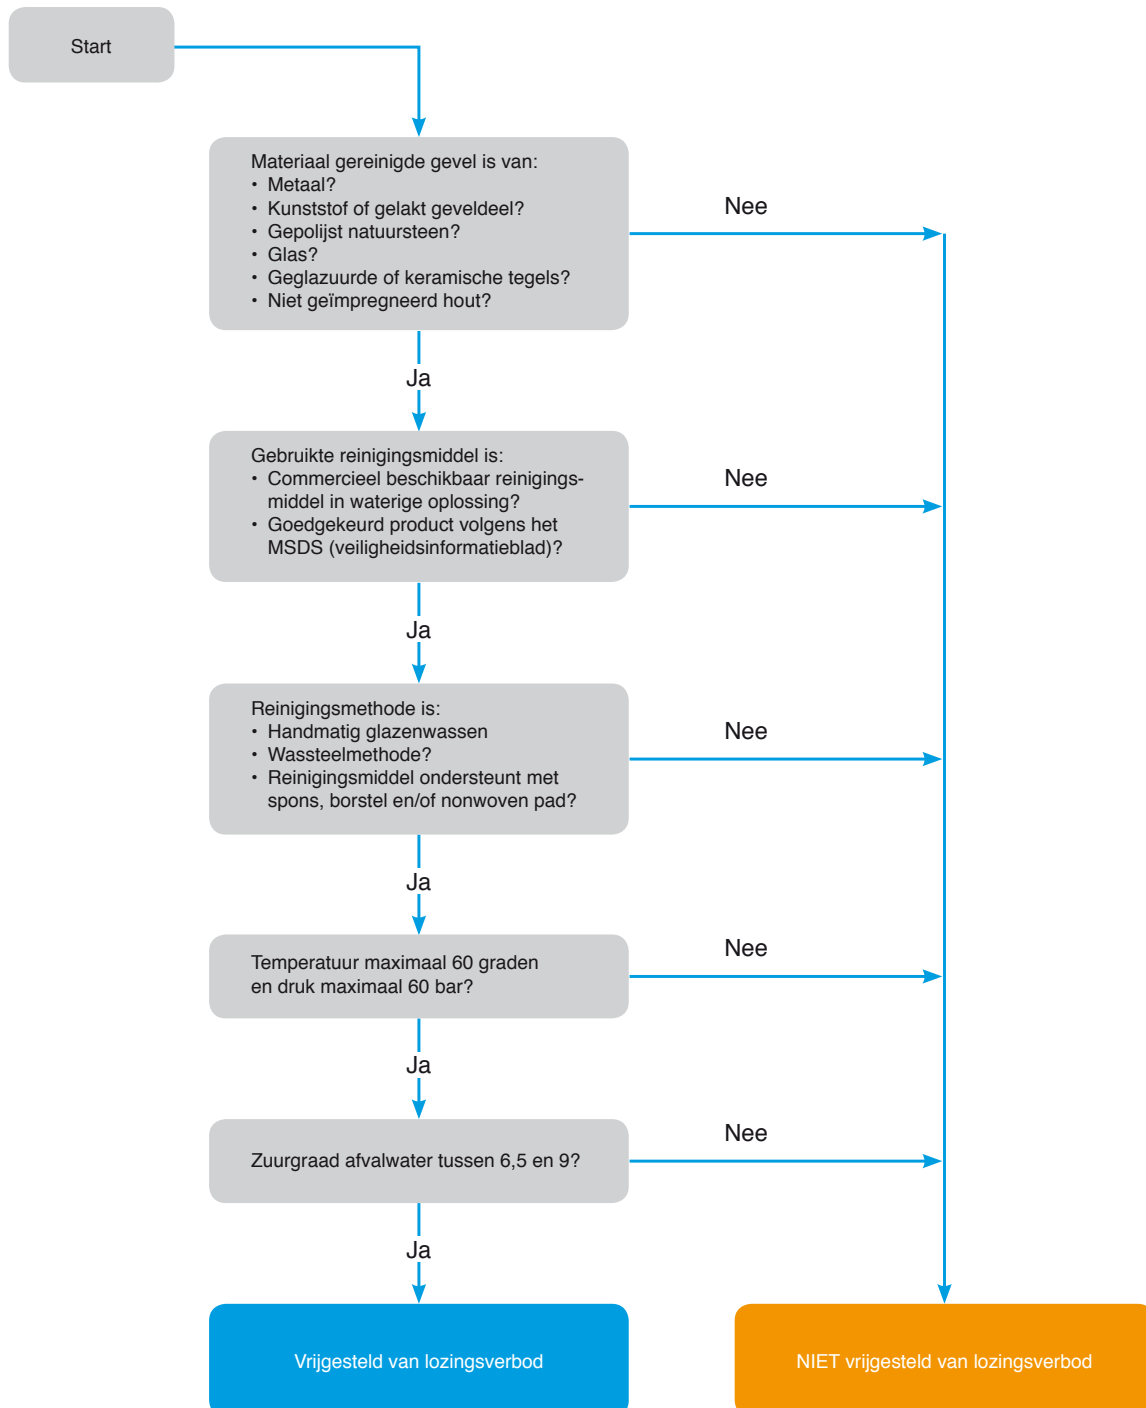 Start
Materiaal gereinigde gevel is van:
• Metaal?
• Kunststof of gelakt geveldeel?
• Gepolijst natuursteen?
• Glas?
• Geglazuurde of keramische tegels?
• Niet geïmpregneerd hout?
Nee
Ja
Gebruikte reinigingsmiddel is:
• Commercieel beschikbaar reinigings-
middel in waterige oplossing?
• Goedgekeurd product volgens het
MSDS (veiligheidsinformatieblad)?
Nee
Ja
Reinigingsmethode is:
• Handmatig glazenwassen
• Wassteelmethode?
• Reinigingsmiddel ondersteunt met
spons, borstel en/of nonwoven pad?
Nee
Ja
Temperatuur maximaal 60 graden
en druk maximaal 60 bar?
Nee
Ja
Zuurgraad afvalwater tussen 6,5 en 9?
Nee
Ja
Vrijgesteld van lozingsverbod
NIET vrijgesteld van lozingsverbod